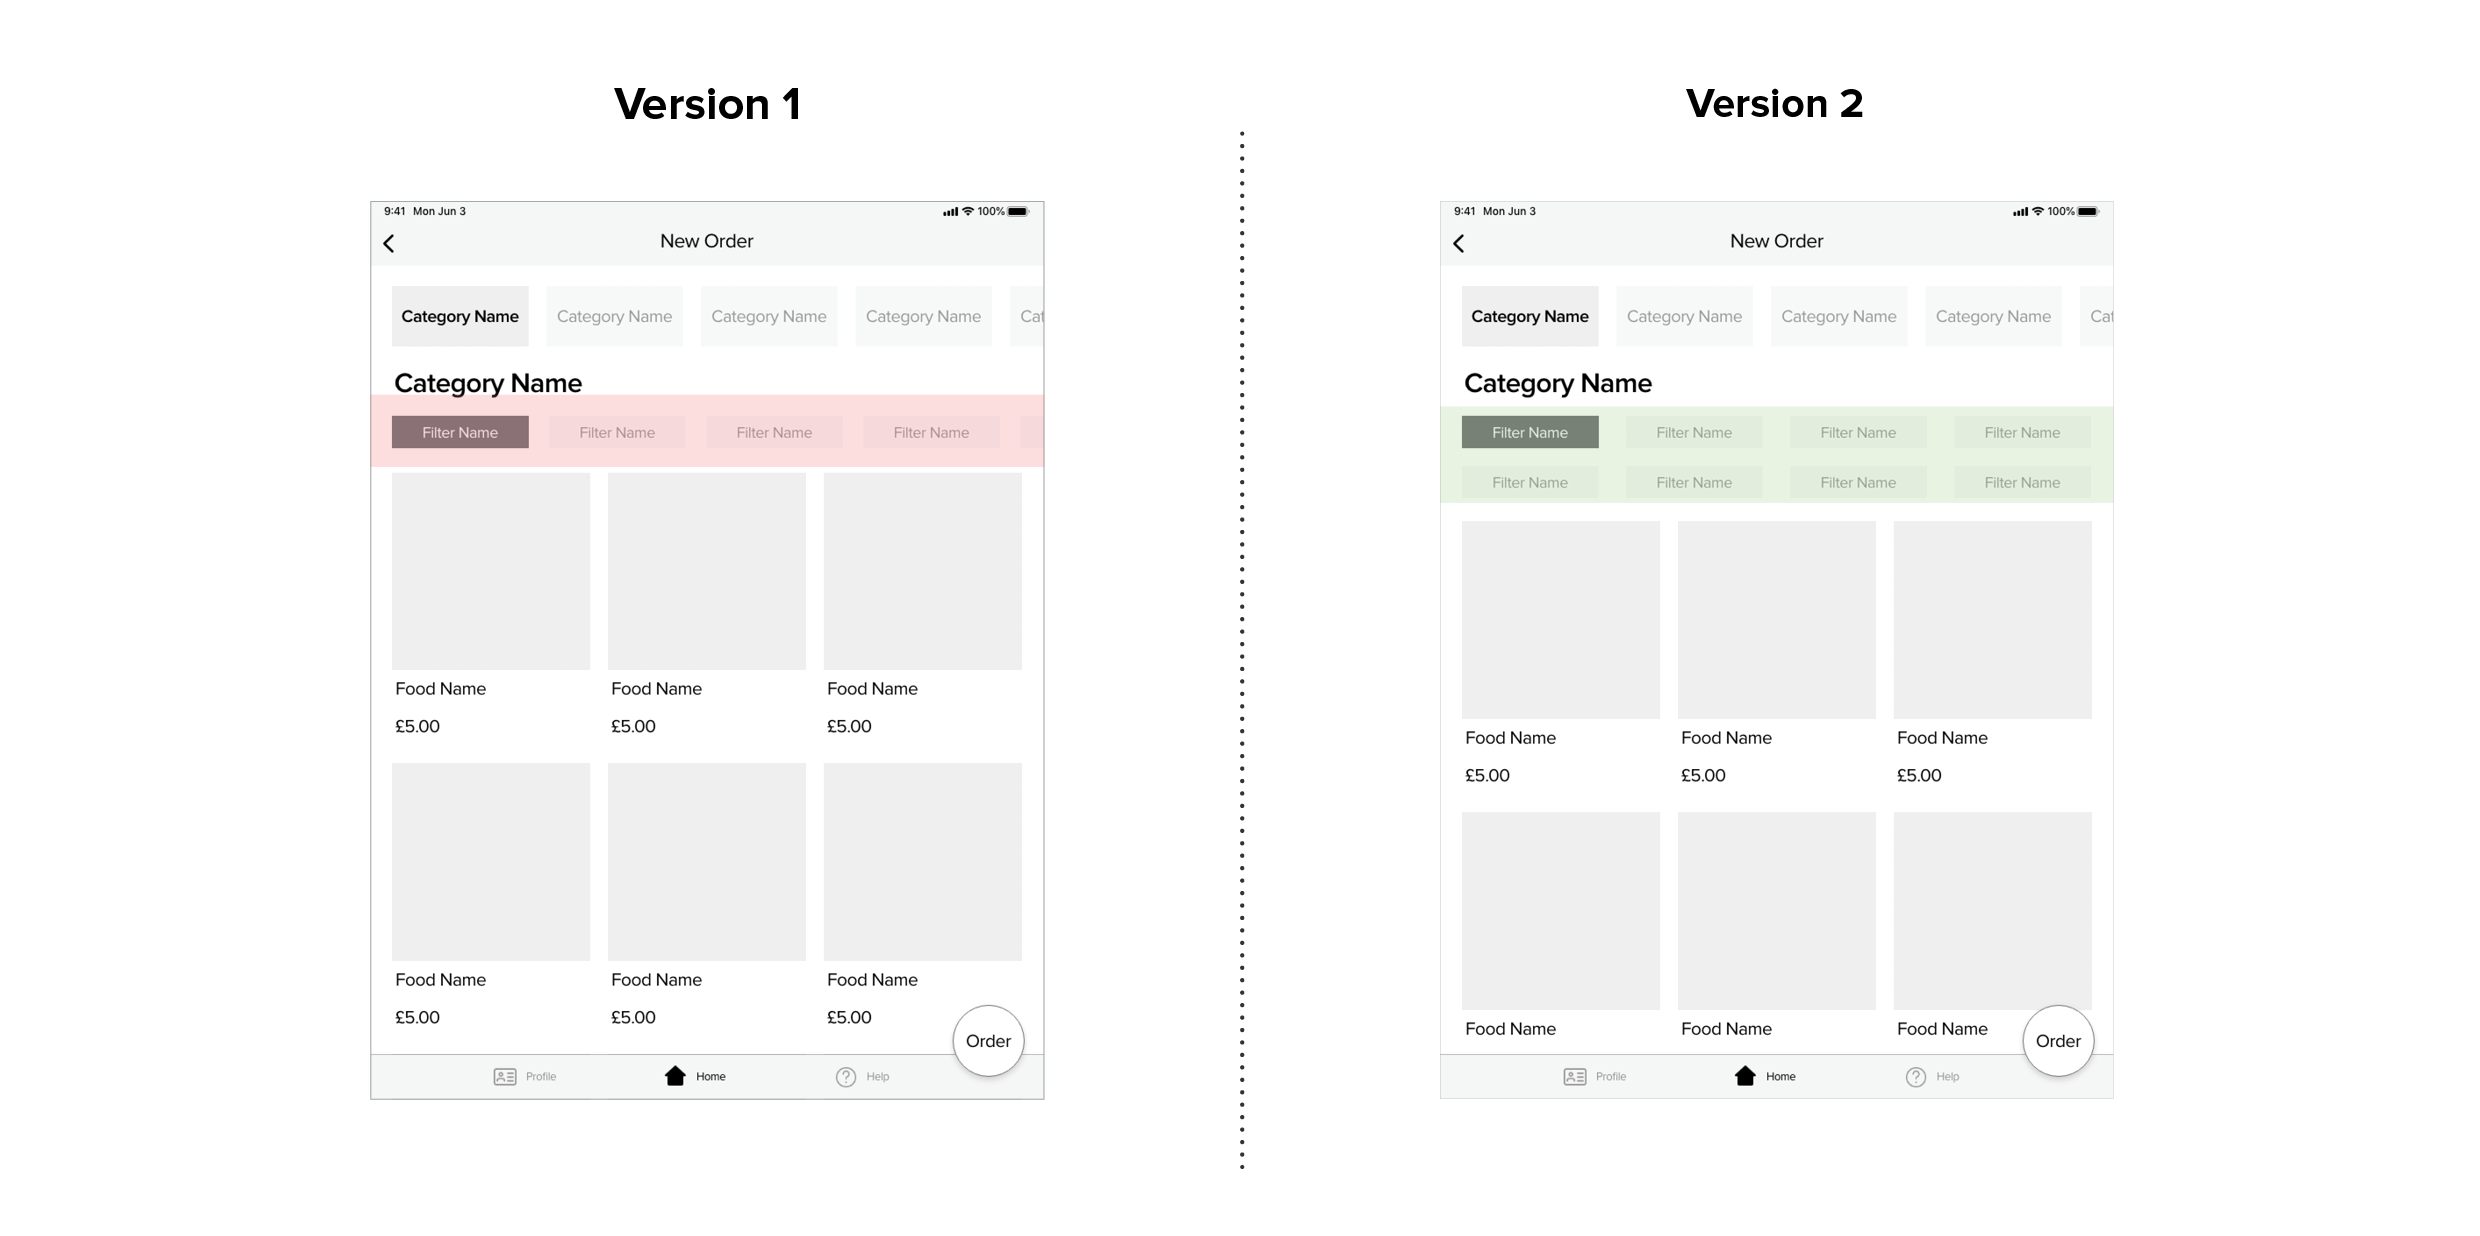 Version 1
9:41 Mon Jun 3 100%
New Order
Category Name Category Name Category Name Category Name Cat
Category Name
Filter Name Filter Name Filter Name Filter Name
Food Name Food Name Food Name
£5.00 £5.00 £5.00
Food Name Food Name Food Name
£5.00 £5.00 £5.00
Order
Profile Home Help
Version 2
9:41 Mon Jun 3 100%
New Order
Category Name Category Name Category Name Category Name Cat
Category Name
Filter Name Filter Name Filter Name Filter Name
Filter Name Filter Name Filter Name Filter Name
Food Name Food Name Food Name
£5.00 £5.00 £5.00
Food Name Food Name Food Name
Order
Profile Home Help